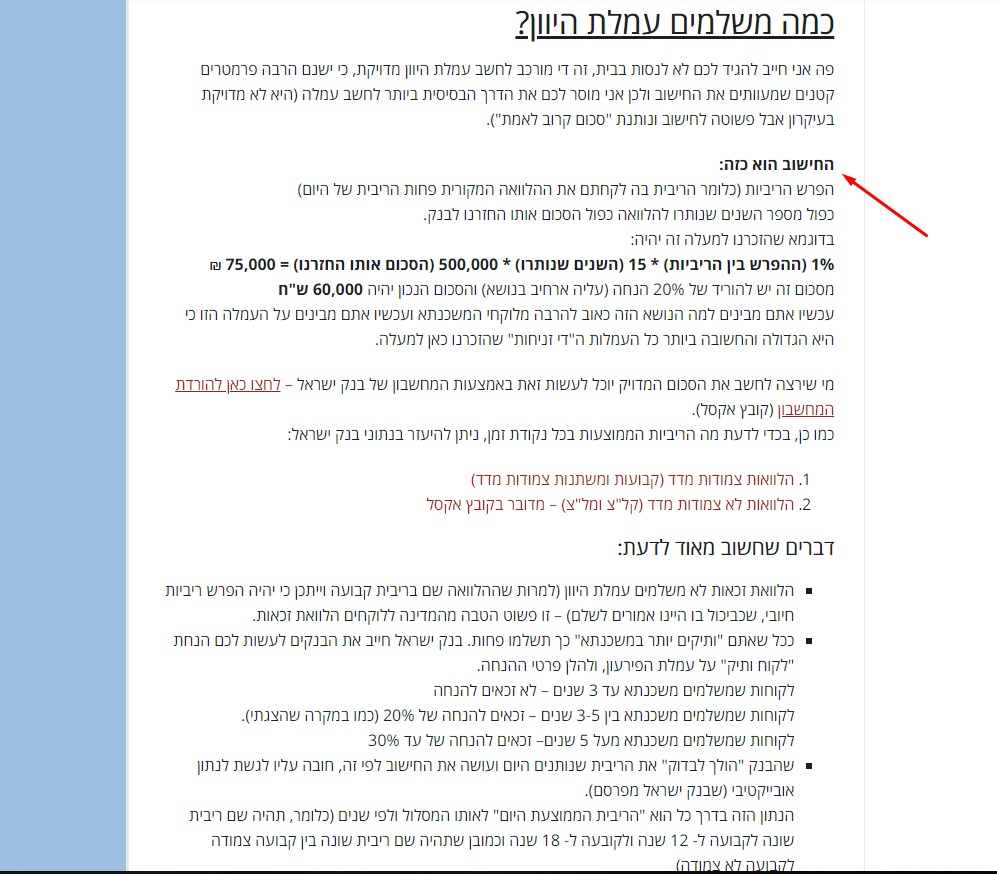 כמה משלמים עמלת היוון?
פה אני חייב להגיד לכם לא לנסות בבית, זה די מורכב לחשב עמלת היוון מדויקת, כי ישנם הרבה פרמטרים
קטנים שמעוותים את החישוב ולכן אני מוסר לכם את הדרך הבסיסית ביותר לחשב עמלה (היא לא מדויקת
בעיקרון אבל פשוטה לחישוב ונותנת "סכום קרוב לאמת").
החישוב הוא כזה:
הפרש הריביות (כלומר הריבית בה לקחתם את ההלוואה המקורית פחות הריבית של היום)
כפול מספר השנים שנותרו להלוואה כפול הסכום אותו החזרנו לבנק.
בדוגמא שהזכרנו למעלה זה יהיה:
1% (ההפרש בין הריביות) * 15 (השנים שנותרו) * 500,000 (הסכום אותו החזרנו) = 75,000 ₪
מסכום זה יש להוריד של 20% הנחה (עליה ארחיב בנושא) והסכום הנכון יהיה 60,000 ש"ח
עכשיו אתם מבינים למה הנושא הזה כאוב להרבה מלוקחי המשכנתא ועכשיו אתם מבינים על העמלה הזו כי
היא הגדולה והחשובה ביותר כל העמלות ה"די זניחות" שהזכרנו כאן למעלה.
מי שירצה לחשב את הסכום המדויק יוכל לעשות זאת באמצעות המחשבון של בנק ישראל – לחצו כאן להורדת
המחשבון (קובץ אקסל).
כמו כן, בכדי לדעת מה הריביות הממוצעות בכל נקודת זמן, ניתן להיעזר בנתוני בנק ישראל:
1. הלוואות צמודות מדד (קבועות ומשתנות צמודות מדד)
2. הלוואות לא צמודות מדד (קל"צ ומל"צ) – מדובר בקובץ אקסל
דברים שחשוב מאוד לדעת:
▪ הלוואת זכאות לא משלמים עמלת היוון (למרות שההלוואה שם בריבית קבועה וייתכן כי יהיה הפרש ריביות
חיובי, שכביכול בו היינו אמורים לשלם) – זו פשוט הטבה מהמדינה ללוקחים הלוואת זכאות.
▪ ככל שאתם "ותיקים יותר במשכנתא" כך תשלמו פחות. בנק ישראל חייב את הבנקים לעשות לכם הנחת
"לקוח ותיק" על עמלת הפירעון, ולהלן פרטי ההנחה.
לקוחות שמשלמים משכנתא עד 3 שנים – לא זכאים להנחה
לקוחות שמשלמים משכנתא בין 3-5 שנים – זכאים להנחה של 20% (כמו במקרה שהצגתי).
לקוחות שמשלמים משכנתא מעל 5 שנים– זכאים להנחה של עד 30%
▪ שהבנק "הולך לבדוק" את הריבית שנותנים היום ועושה את החישוב לפי זה, חובה עליו לגשת לנתון
אובייקטיבי (שבנק ישראל מפרסם).
הנתון הזה בדרך כל הוא "הריבית הממוצעת היום" לאותו המסלול ולפי שנים (כלומר, תהיה שם ריבית
שונה לקבועה ל- 12 שנה ולקובעה ל- 18 שנה וכמובן שתהיה שם ריבית שונה בין קבועה צמודה
לקבועה לא צמודה)